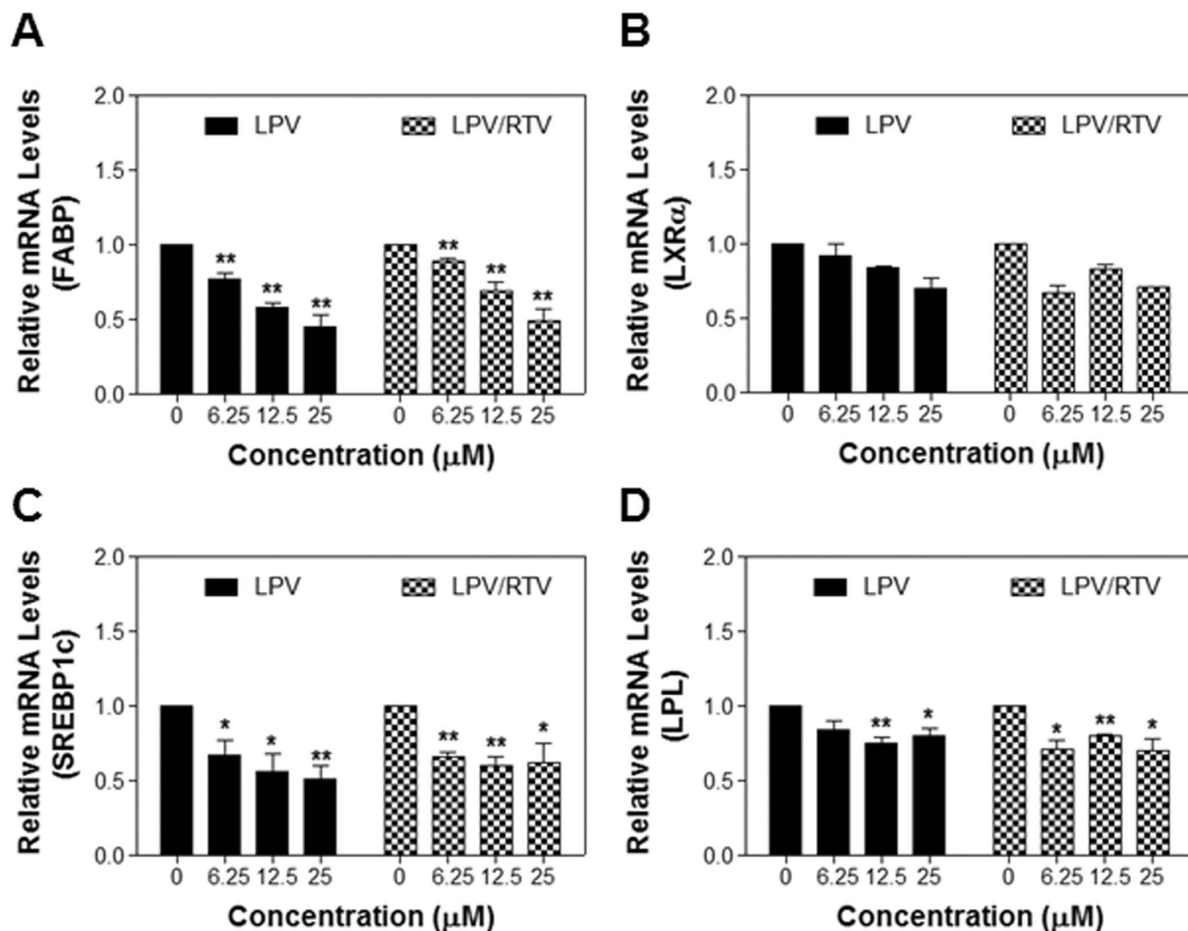 A
Relative mRNA Levels
(FABP)
2.0
1.5
1.0
0.5
0.0
LPV
LPV/RTV
** ** ** ** ** **
0 6.25 12.5 25 0 6.25 12.5 25
Concentration (μM)
B
Relative mRNA Levels
(LXRα)
2.0
1.5
1.0
0.5
0.0
LPV
LPV/RTV
0 6.25 12.5 25 0 6.25 12.5 25
Concentration (μM)
C
Relative mRNA Levels
(SREBP1c)
2.0
1.5
1.0
0.5
0.0
LPV
LPV/RTV
* * ** ** ** *
0 6.25 12.5 25 0 6.25 12.5 25
Concentration (μM)
D
Relative mRNA Levels
(LPL)
2.0
1.5
1.0
0.5
0.0
LPV
LPV/RTV
** * * ** *
0 6.25 12.5 25 0 6.25 12.5 25
Concentration (μM)